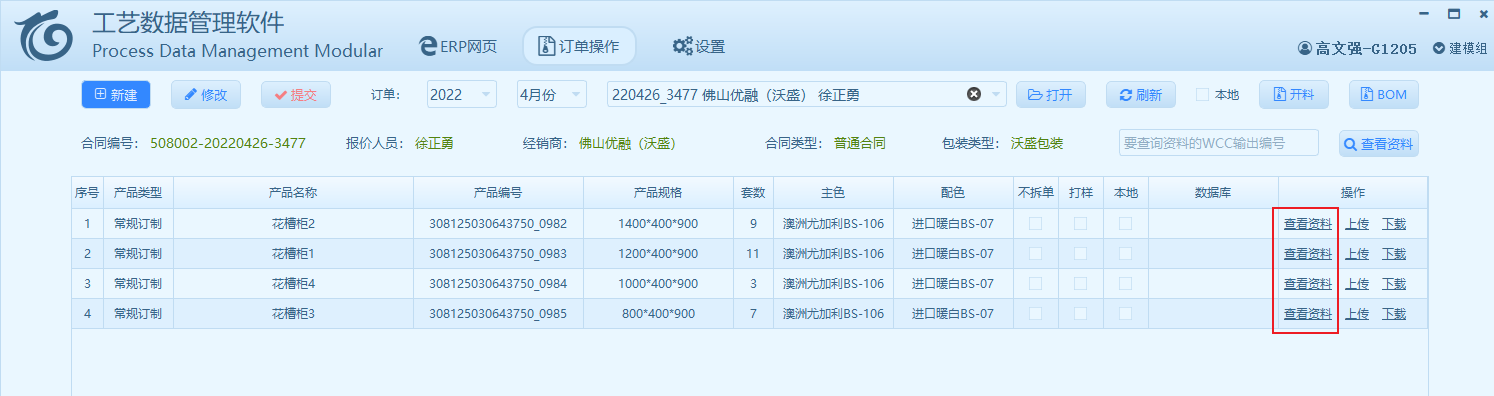 工艺数据管理软件
Process Data Management Modular
ERP网页 订单操作 设置
高文强-G1205 建模组
新建 修改 提交 订单: 2022 4月份 220426_3477 佛山优融（沃盛） 徐正勇 打开 刷新 本地 开料 BOM
合同编号: 508002-20220426-3477 报价人员: 徐正勇 经销商: 佛山优融（沃盛） 合同类型: 普通合同 包装类型: 沃盛包装 要查询资料的WCC输出编号 查看资料
序号 产品类型 产品名称 产品编号 产品规格 套数 主色 配色 不拆单 打样 本地 数据库 操作
1 常规订制 花槽柜2 308125030643750_0982 1400*400*900 9 澳洲尤加利BS-106 进口暖白BS-07 查看资料 上传 下载
2 常规订制 花槽柜1 308125030643750_0983 1200*400*900 11 澳洲尤加利BS-106 进口暖白BS-07 查看资料 上传 下载
3 常规订制 花槽柜4 308125030643750_0984 1000*400*900 3 澳洲尤加利BS-106 进口暖白BS-07 查看资料 上传 下载
4 常规订制 花槽柜3 308125030643750_0985 800*400*900 7 澳洲尤加利BS-106 进口暖白BS-07 查看资料 上传 下载